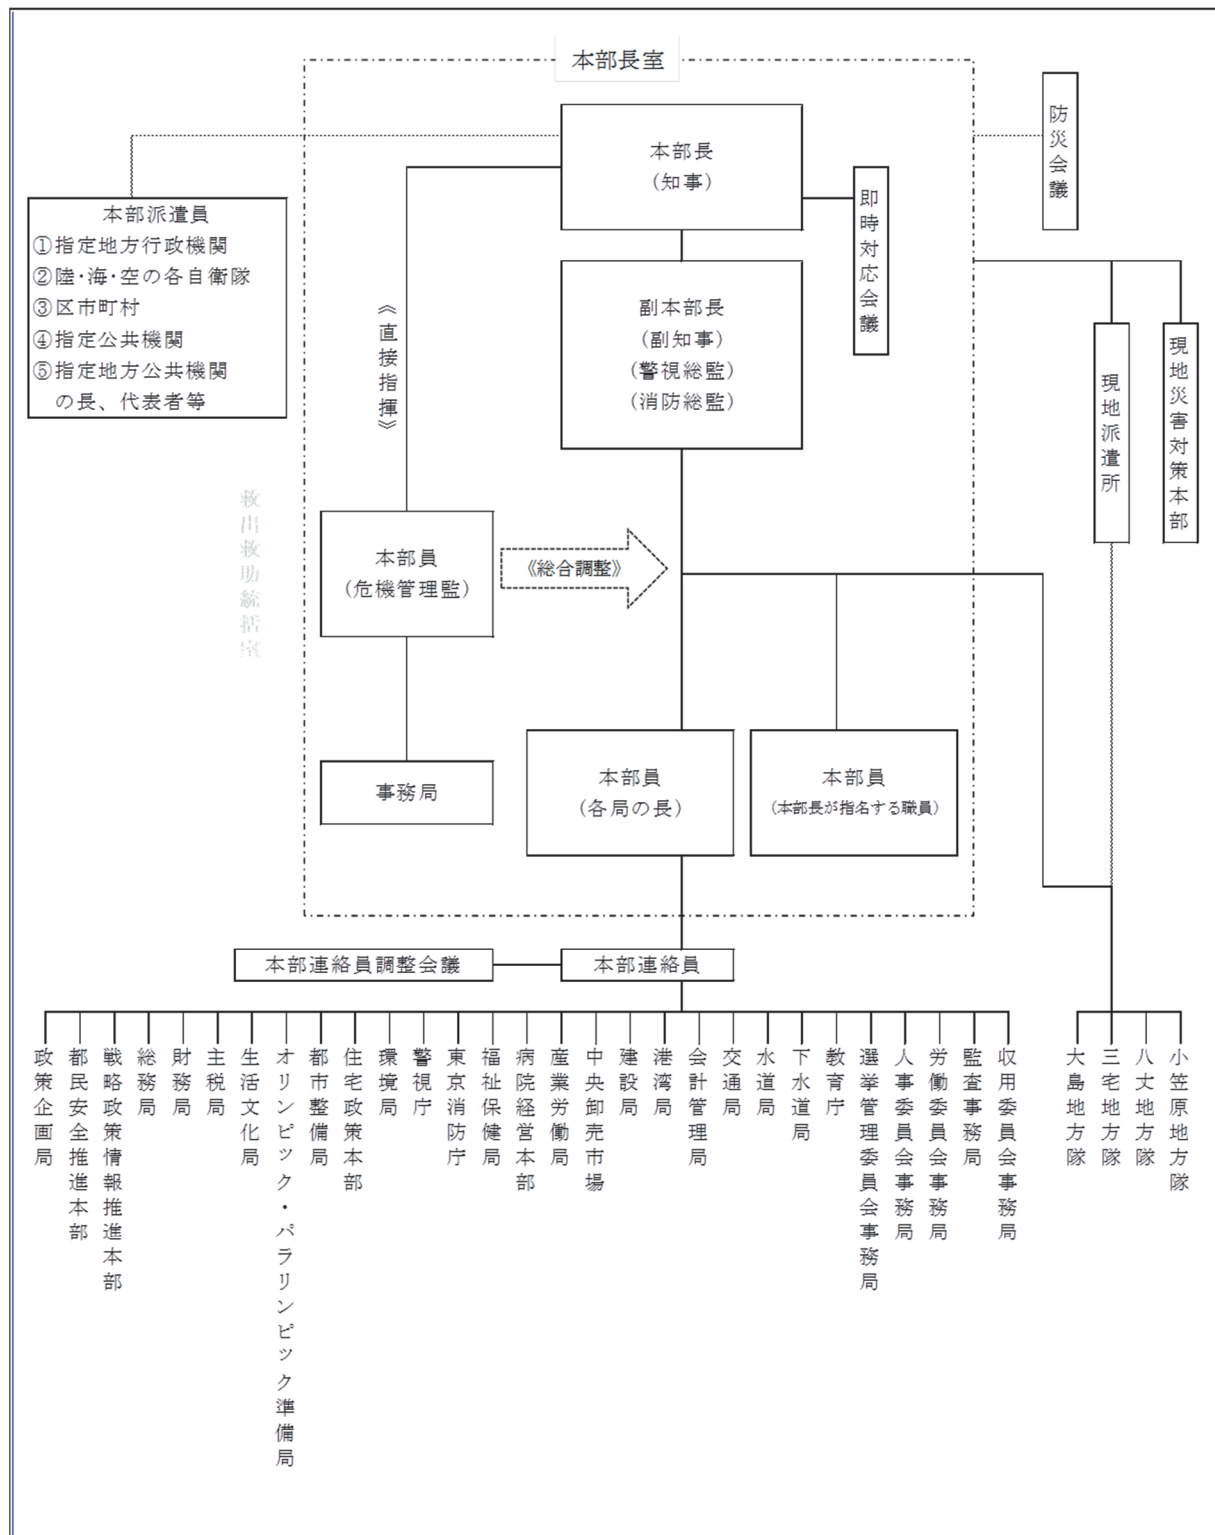 本部長室
本部長
（知事）
防災会議
即時対応会議
本部派遣員
①指定地方行政機関
②陸・海・空の各自衛隊
③区市町村
④指定公共機関
⑤指定地方公共機関
の長、代表者等
《直接指揮》
副本部長
（副知事）
（警視総監）
（消防総監）
現地派遣所
現地災害対策本部
救出救助統括室
本部員
（危機管理監）
《総合調整》
事務局
本部員
（各局の長）
本部員
（本部長が指名する職員）
本部連絡員調整会議
本部連絡員
政策企画局
都民安全推進本部
戦略政策情報推進本部
総務局
財務局
主税局
生活文化局
オリンピック・パラリンピック準備局
都市整備局
住宅政策本部
環境局
警視庁
東京消防庁
福祉保健局
病院経営本部
産業労働局
中央卸売市場
建設局
港湾局
会計管理局
交通局
水道局
下水道局
教育庁
選挙管理委員会事務局
人事委員会事務局
労働委員会事務局
監査事務局
収用委員会事務局
大島地方隊
三宅地方隊
八丈地方隊
小笠原地方隊